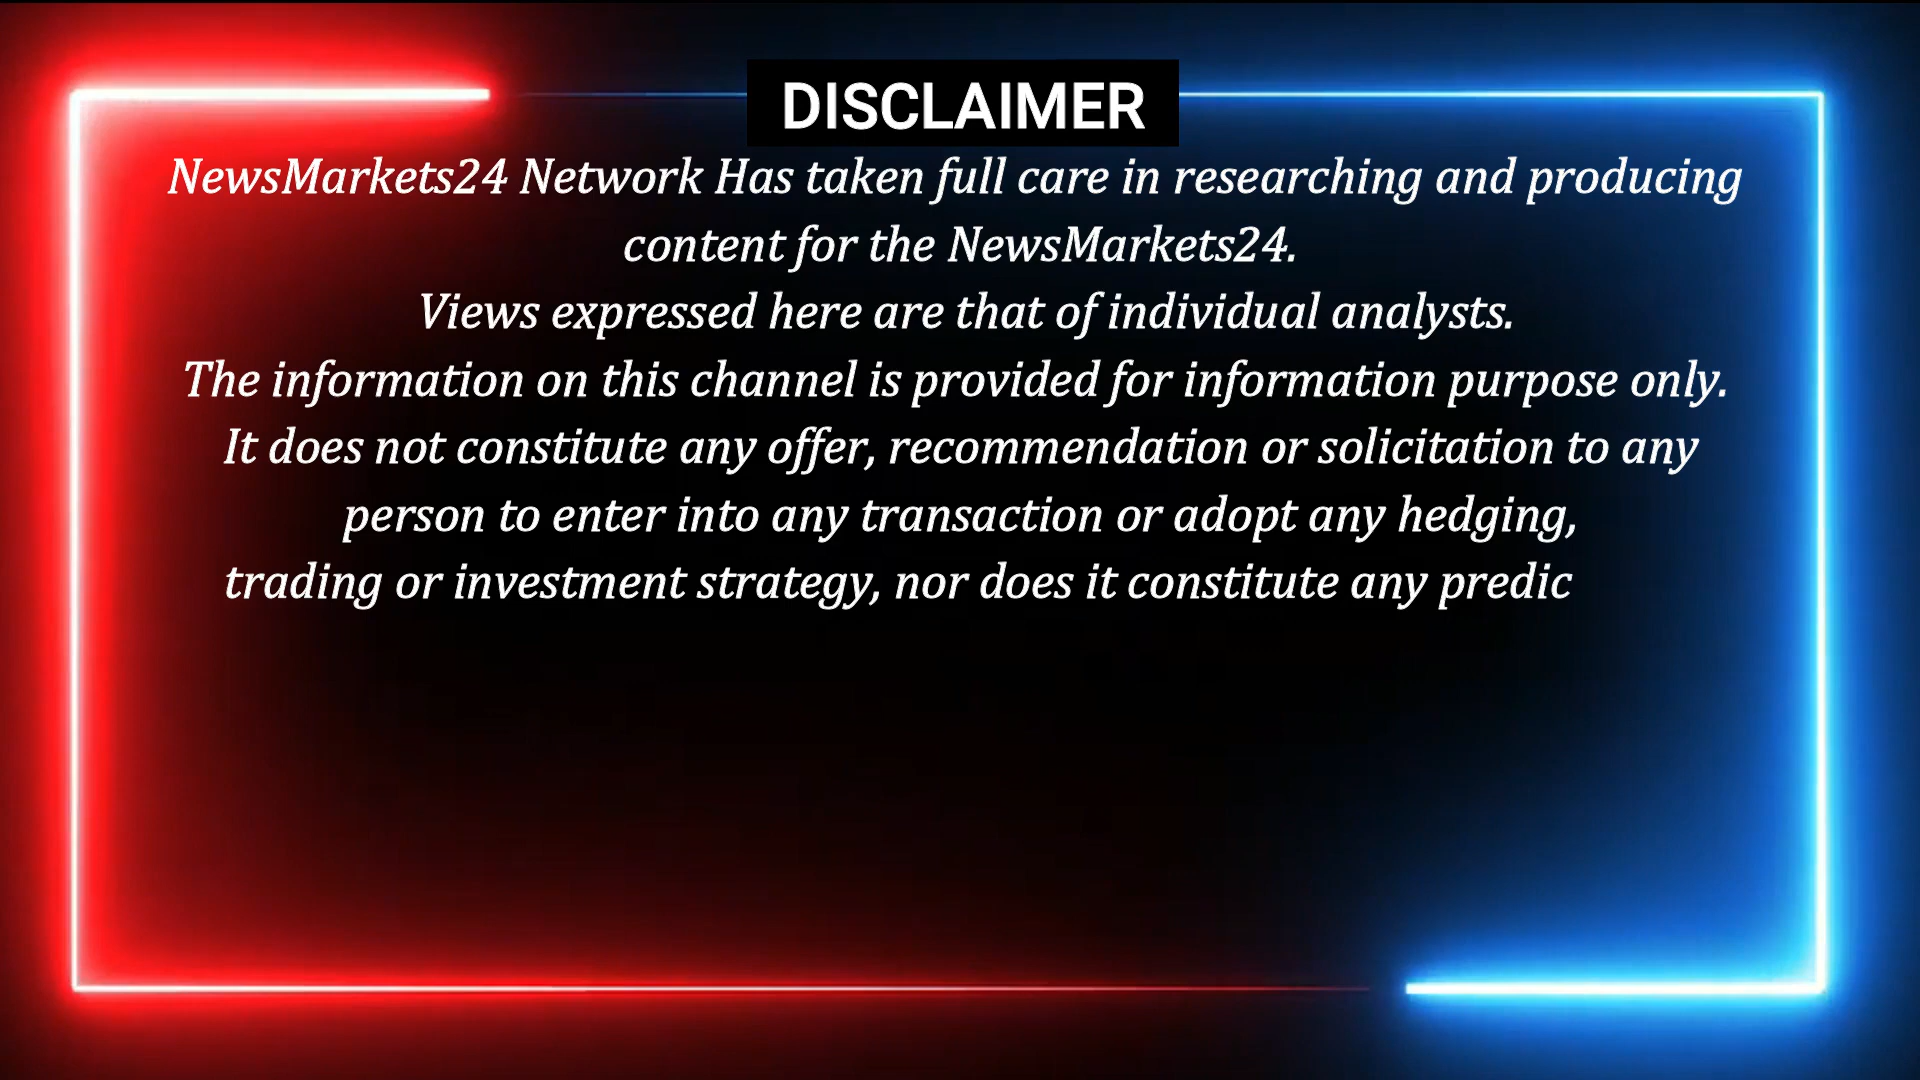 DISCLAIMER
NewsMarkets24 Network Has taken full care in researching and producing
content for the NewsMarkets24.
Views expressed here are that of individual analysts.
The information on this channel is provided for information purpose only.
It does not constitute any offer, recommendation or solicitation to any
person to enter into any transaction or adopt any hedging,
trading or investment strategy, nor does it constitute any predic